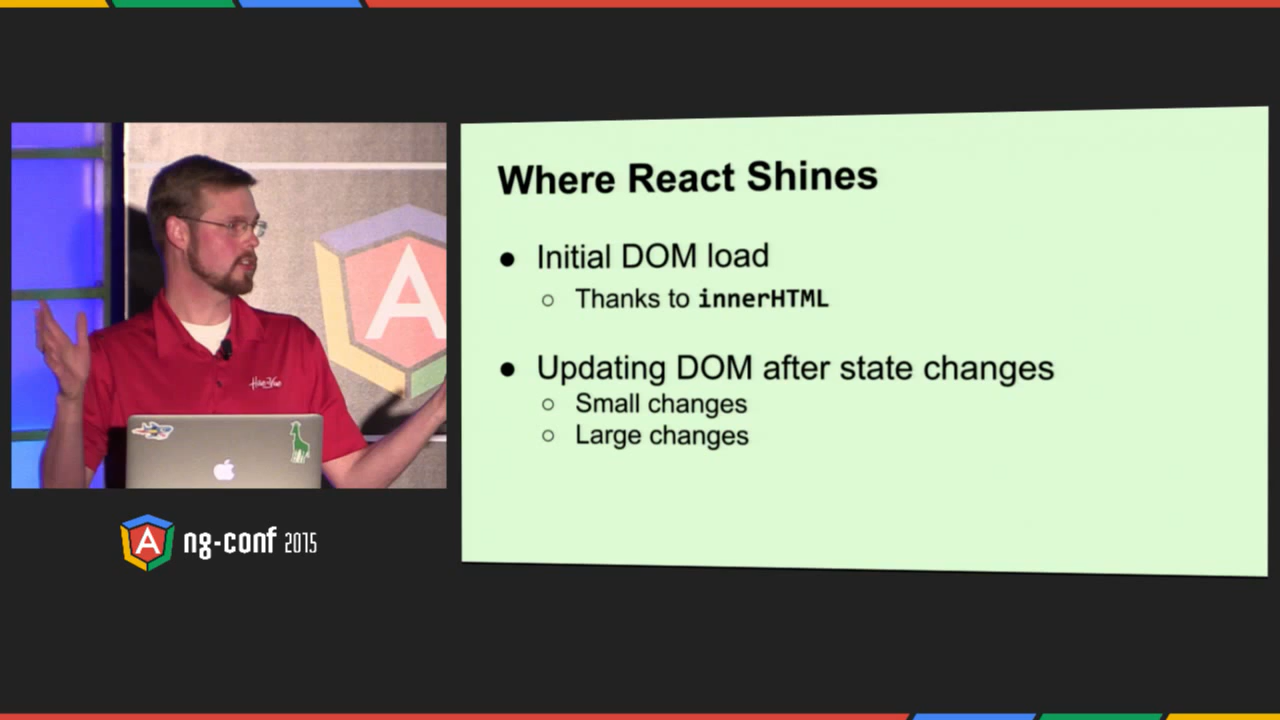 Where React Shines
● Initial DOM load
○ Thanks to innerHTML
● Updating DOM after state changes
○ Small changes
○ Large changes
A
A
ng-conf 2015